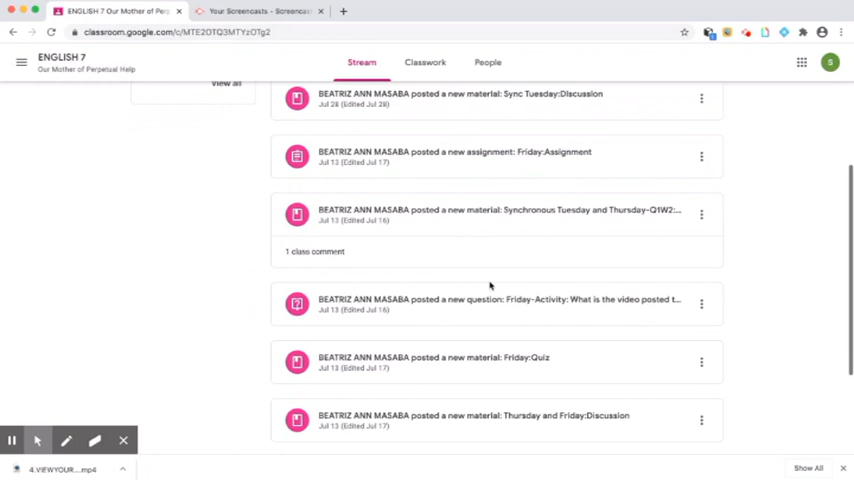 ENGLISH 7 Our Mother of Perp
Your Screencasts - Screencast
classroom.google.com/c/MTE2OTQ3MTYzOTg2
S
ENGLISH 7
Our Mother of Perpetual Help
Stream
Classwork
People
S
View all
BEATRIZ ANN MASABA posted a new material: Sync Tuesday:DIscussion
Jul 28 (Edited Jul 28)
BEATRIZ ANN MASABA posted a new assignment: Friday:Assignment
Jul 13 (Edited Jul 17)
BEATRIZ ANN MASABA posted a new material: Synchronous Tuesday and Thursday-Q1W2:...
Jul 13 (Edited Jul 16)
1 class comment
BEATRIZ ANN MASABA posted a new question: Friday-Activity: What is the video posted t...
Jul 13 (Edited Jul 16)
BEATRIZ ANN MASABA posted a new material: Friday:Quiz
Jul 13 (Edited Jul 17)
BEATRIZ ANN MASABA posted a new material: Thursday and Friday:Discussion
Jul 13 (Edited Jul 17)
4.VIEWYOUR....mp4
Show All